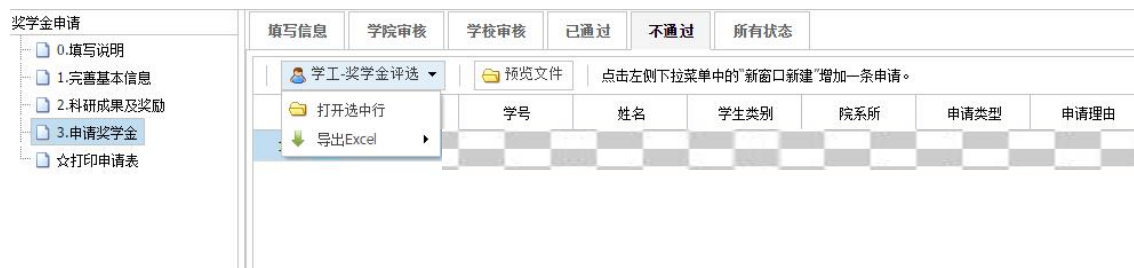 奖学金申请
0.填写说明
1.完善基本信息
2.科研成果及奖励
3.申请奖学金
☆打印申请表
填写信息 学院审核 学校审核 已通过 不通过 所有状态
学工-奖学金评选 预览文件 点击左侧下拉菜单中的"新窗口新建"增加一条申请。
打开选中行
导出Excel
学号 姓名 学生类别 院系所 申请类型 申请理由